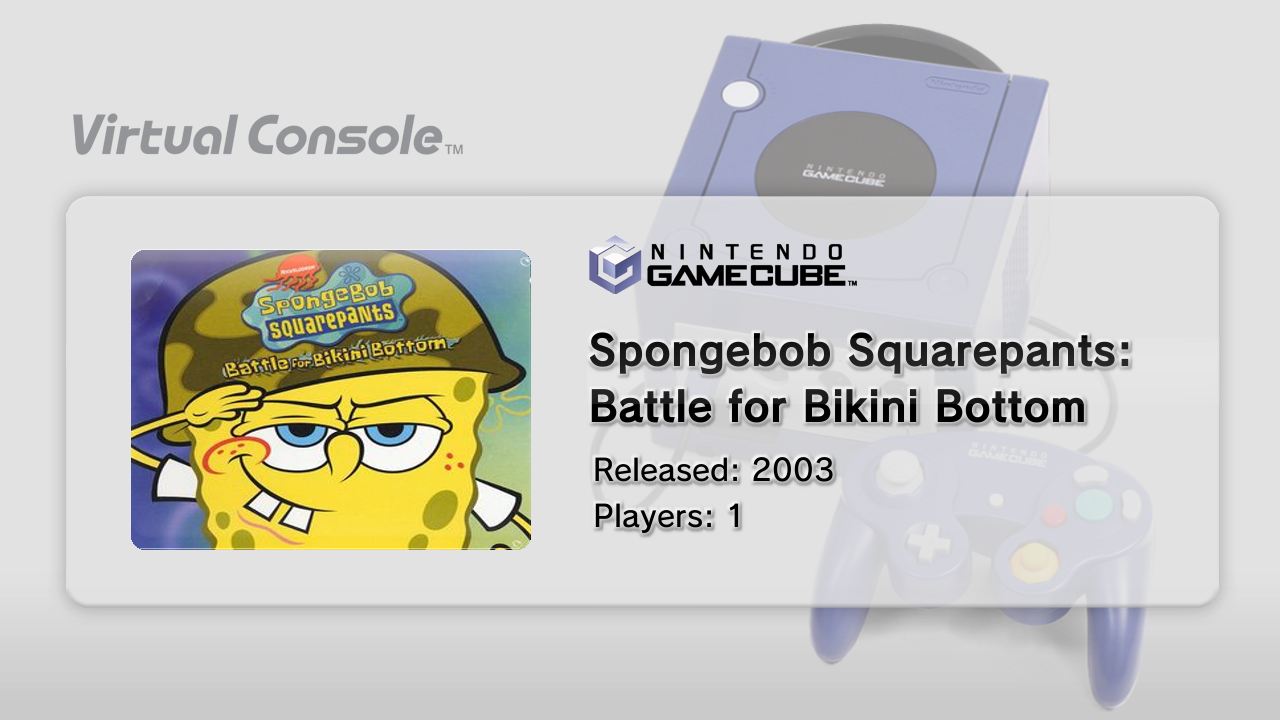 Virtual Console™
NINTENDO
GAMECUBE
NINTENDO
GAMECUBE™
NICKELODEON
SpongeBob
SquarePants
Battle for Bikini Bottom
Spongebob Squarepants:
Battle for Bikini Bottom
Released: 2003
Players: 1
NINTENDO
GAMECUBE